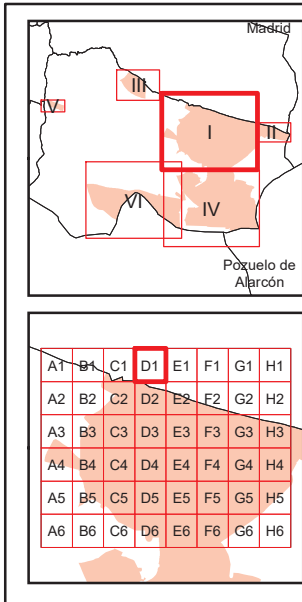 Madrid
III
V
I
II
VI
IV
Pozuelo de
Alarcón
A1 B1 C1 D1 E1 F1 G1 H1
A2 B2 C2 D2 E2 F2 G2 H2
A3 B3 C3 D3 E3 F3 G3 H3
A4 B4 C4 D4 E4 F4 G4 H4
A5 B5 C5 D5 E5 F5 G5 H5
A6 B6 C6 D6 E6 F6 G6 H6